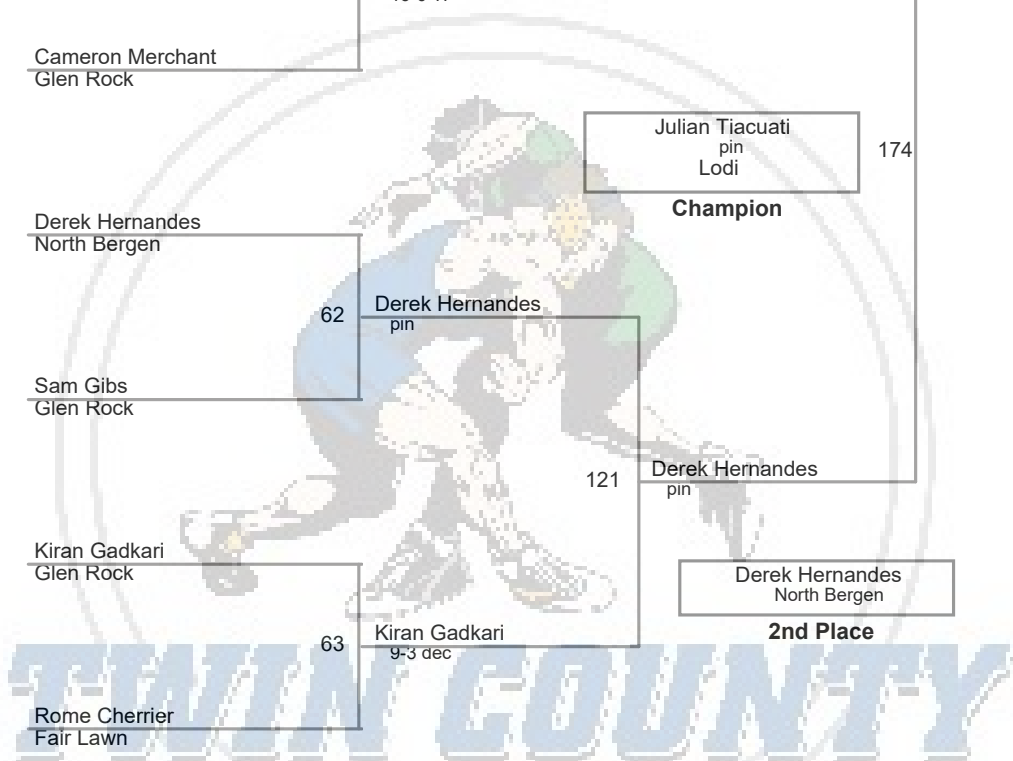 Cameron Merchant
Glen Rock
Julian Tiacuati
pin
Lodi
174
Champion
Derek Hernandes
North Bergen
62
Derek Hernandes
pin
Sam Gibs
Glen Rock
121
Derek Hernandes
pin
Kiran Gadkari
Glen Rock
Derek Hernandes
North Bergen
2nd Place
63
Kiran Gadkari
9-3 dec
Rome Cherrier
Fair Lawn
TWIN COUNTY